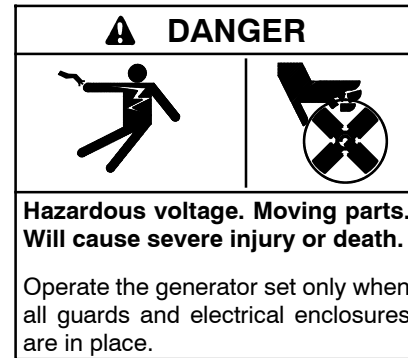 DANGER
Hazardous voltage. Moving parts.
Will cause severe injury or death.
Operate the generator set only when
all guards and electrical enclosures
are in place.